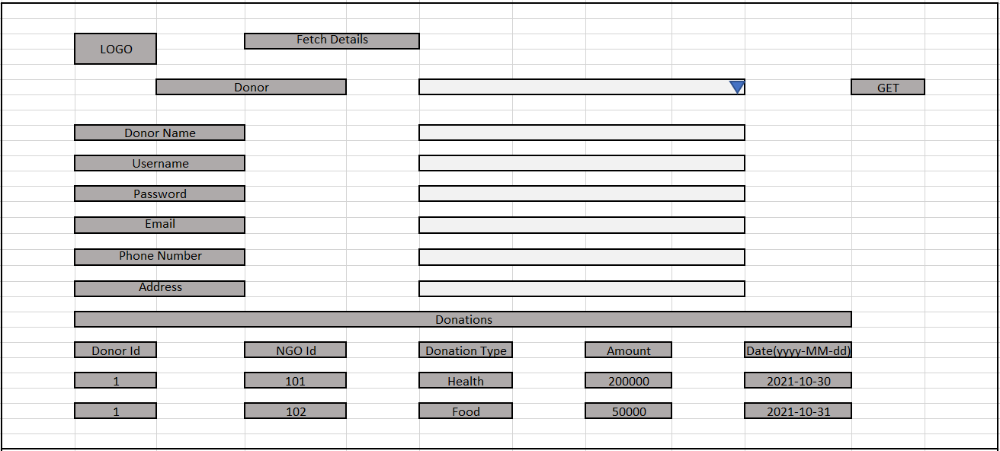 Fetch Details
LOGO
Donor GET
Donor Name
Username
Password
Email
Phone Number
Address
Donations
Donor Id NGO Id Donation Type Amount Date(yyyy-MM-dd)
1 101 Health 200000 2021-10-30
1 102 Food 50000 2021-10-31